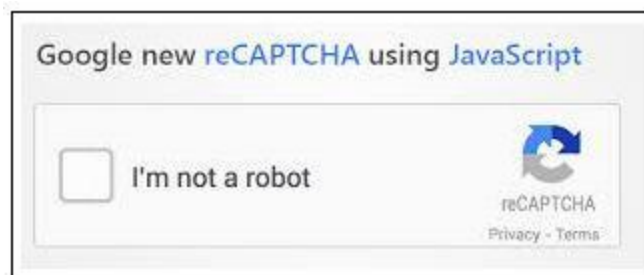 Google new reCAPTCHA using JavaScript
I'm not a robot
reCAPTCHA
Privacy - Terms